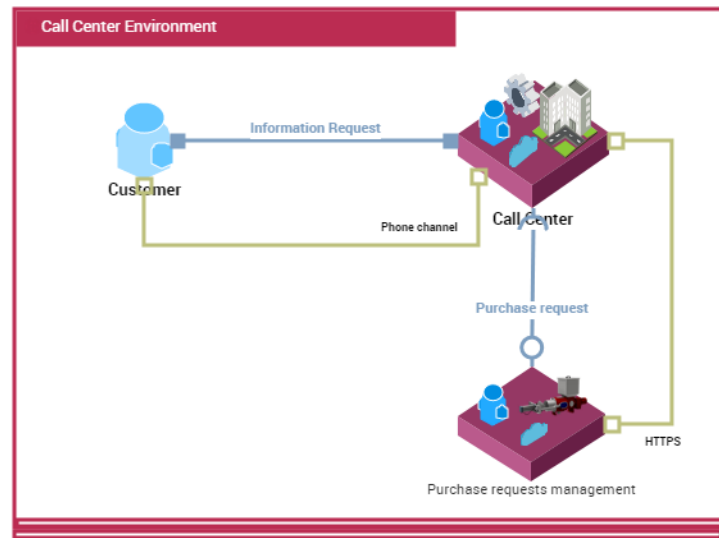 Call Center Environment
Information Request
Customer
Phone channel
Call Center
Purchase request
HTTPS
Purchase requests management